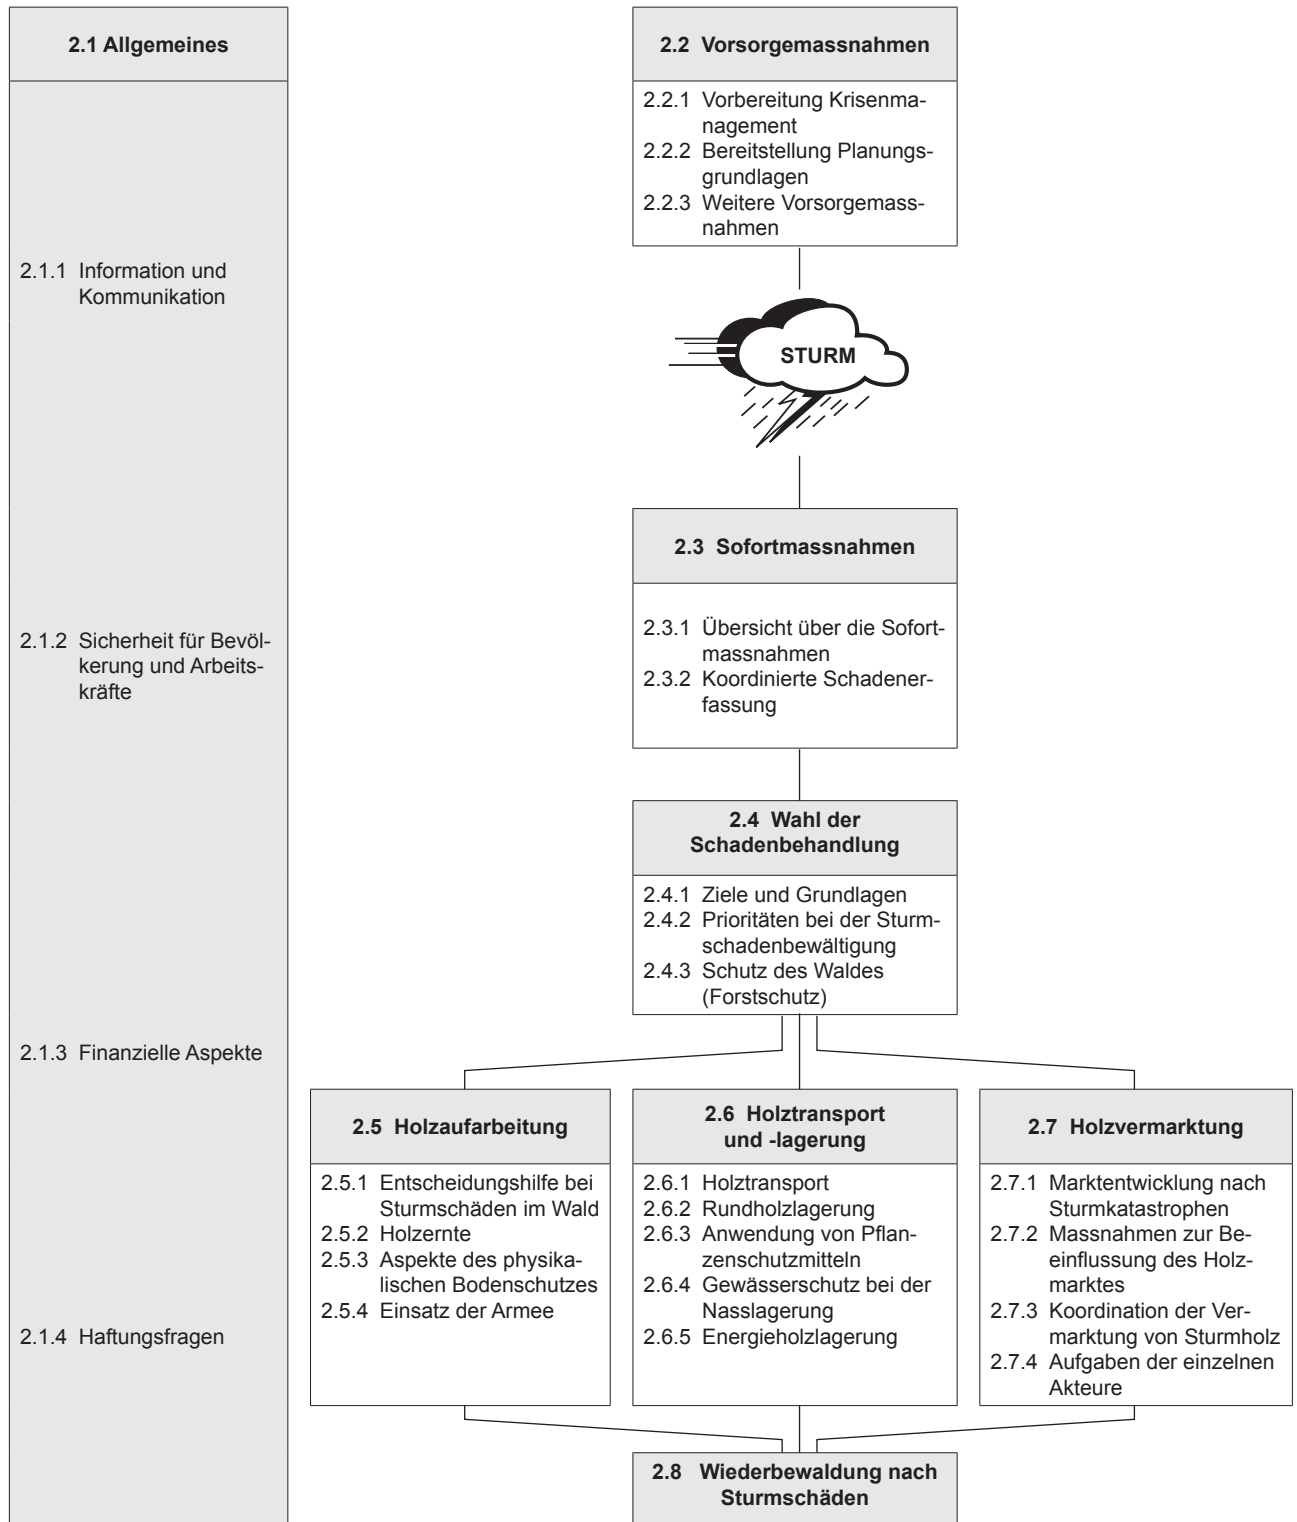 2.1 Allgemeines
2.1.1 Information und
Kommunikation
2.1.2 Sicherheit für Bevöl-
kerung und Arbeits-
kräfte
2.1.3 Finanzielle Aspekte
2.1.4 Haftungsfragen
2.2 Vorsorgemassnahmen
2.2.1 Vorbereitung Krisenma-
nagement
2.2.2 Bereitstellung Planungs-
grundlagen
2.2.3 Weitere Vorsorgemass-
nahmen
STURM
2.3 Sofortmassnahmen
2.3.1 Übersicht über die Sofort-
massnahmen
2.3.2 Koordinierte Schadener-
fassung
2.4 Wahl der
Schadenbehandlung
2.4.1 Ziele und Grundlagen
2.4.2 Prioritäten bei der Sturm-
schadenbewältigung
2.4.3 Schutz des Waldes
(Forstschutz)
2.5 Holzaufarbeitung
2.5.1 Entscheidungshilfe bei
Sturmschäden im Wald
2.5.2 Holzernte
2.5.3 Aspekte des physika-
lischen Bodenschutzes
2.5.4 Einsatz der Armee
2.6 Holztransport
und -lagerung
2.6.1 Holztransport
2.6.2 Rundholzlagerung
2.6.3 Anwendung von Pflan-
zenschutzmitteln
2.6.4 Gewässerschutz bei der
Nasslagerung
2.6.5 Energieholzlagerung
2.7 Holzvermarktung
2.7.1 Marktentwicklung nach
Sturmkatastrophen
2.7.2 Massnahmen zur Be-
einflussung des Holz-
marktes
2.7.3 Koordination der Ver-
marktung von Sturmholz
2.7.4 Aufgaben der einzelnen
Akteure
2.8 Wiederbewaldung nach
Sturmschäden